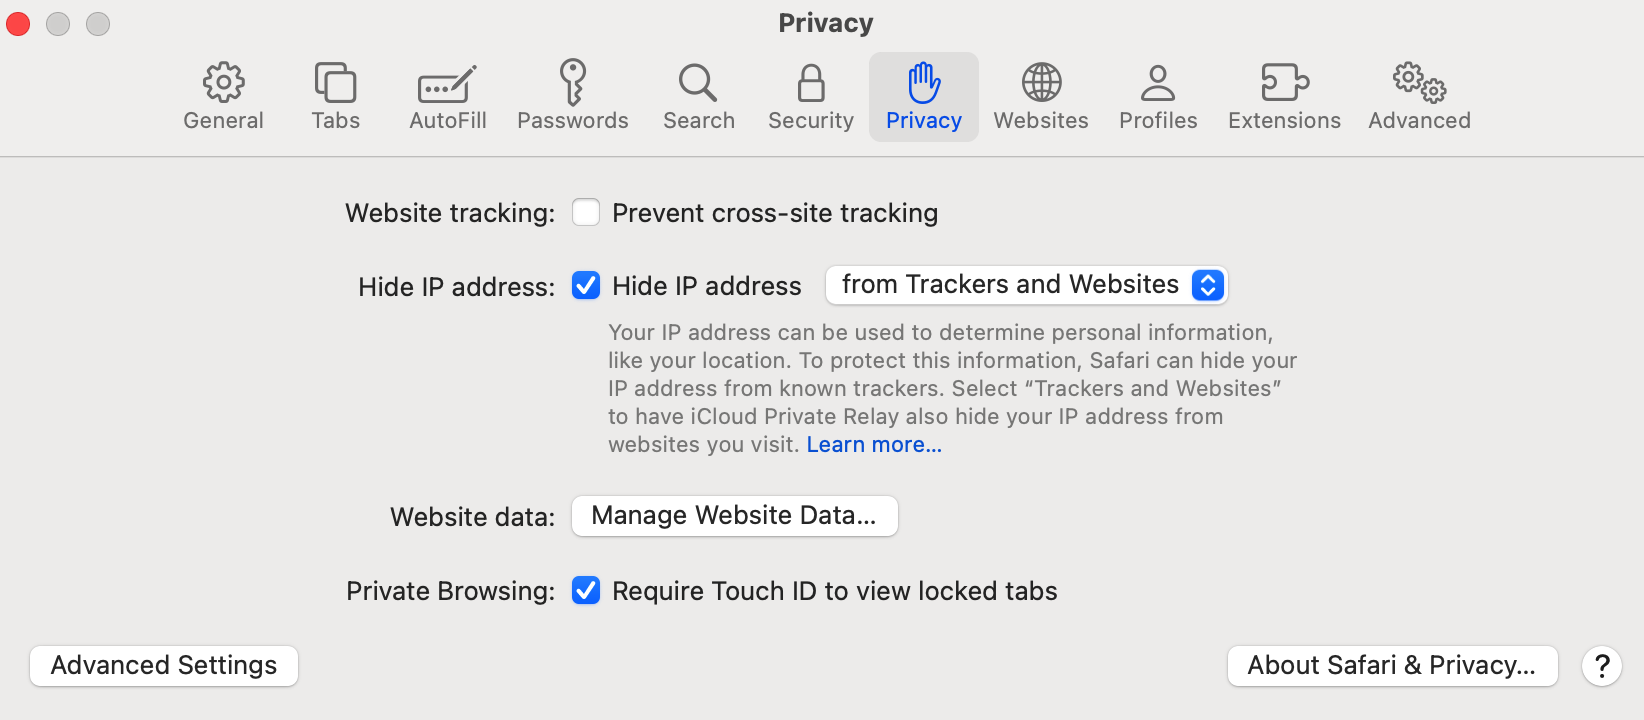 Privacy
General Tabs AutoFill Passwords Search Security Privacy Websites Profiles Extensions Advanced
Website tracking: Prevent cross-site tracking
Hide IP address: Hide IP address from Trackers and Websites
Your IP address can be used to determine personal information,
like your location. To protect this information, Safari can hide your
IP address from known trackers. Select “Trackers and Websites”
to have iCloud Private Relay also hide your IP address from
websites you visit. Learn more...
Website data: Manage Website Data...
Private Browsing: Require Touch ID to view locked tabs
Advanced Settings About Safari & Privacy... ?